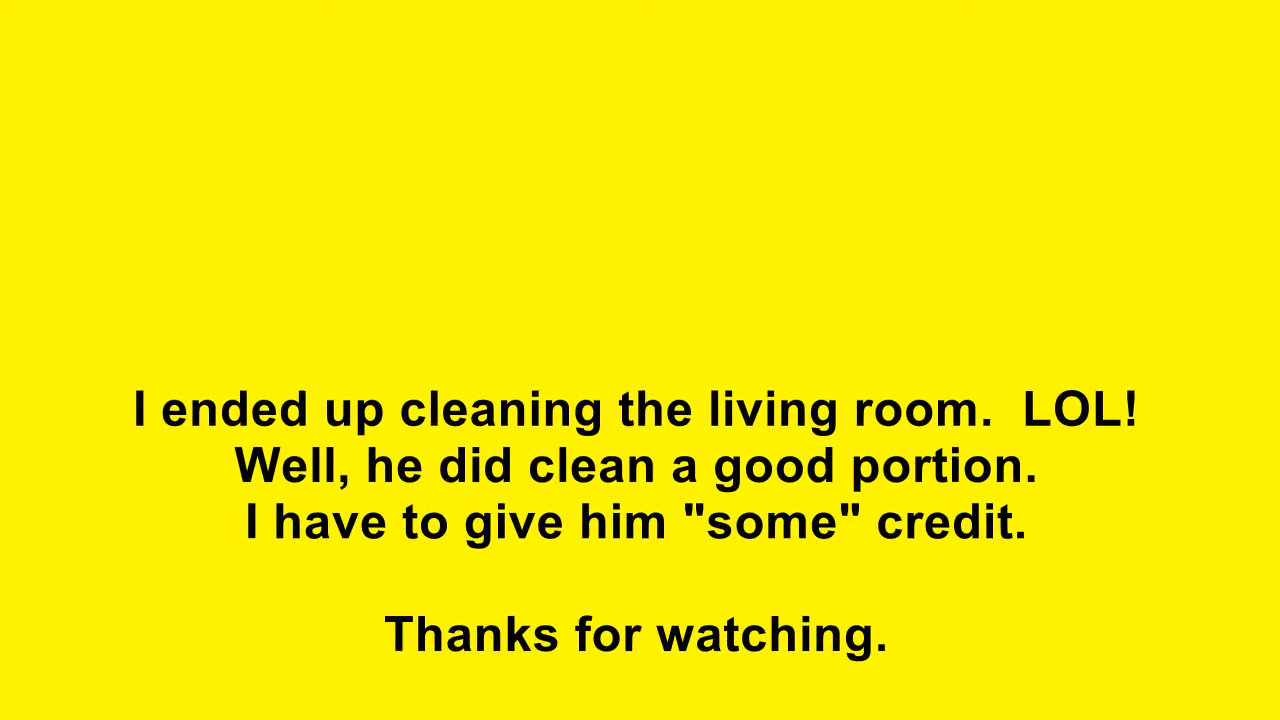 I ended up cleaning the living room.  LOL!
Well, he did clean a good portion.
I have to give him "some" credit.
Thanks for watching.